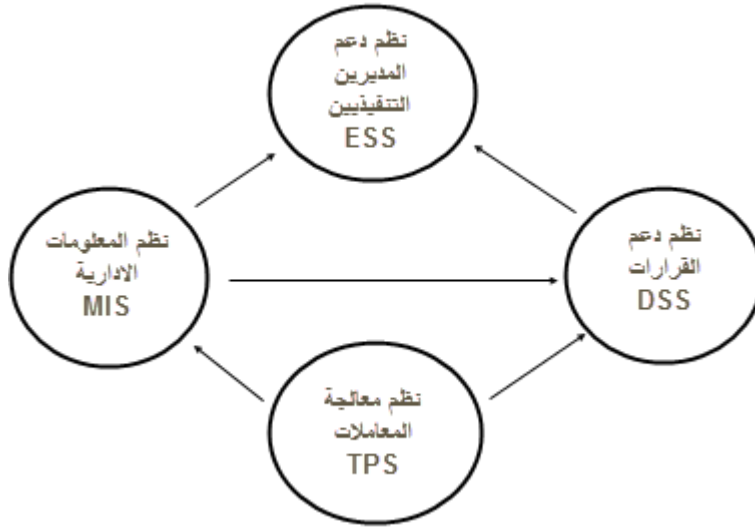 نظم دعم
المديرين
التنفيذيين
ESS
نظم المعلومات
الادارية
MIS
نظم دعم
القرارات
DSS
نظم معالجة
المعاملات
TPS